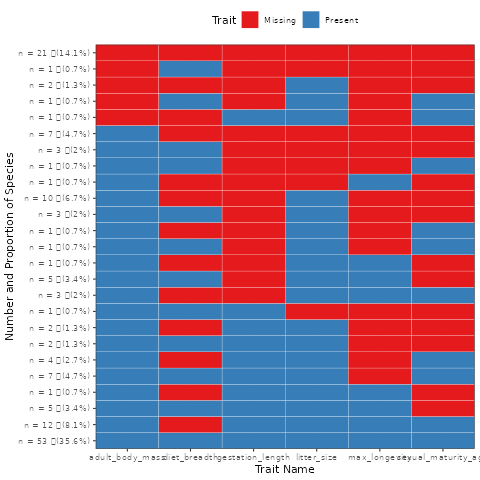 Trait Missing Present
n = 21 (14.1%)
n = 1 (0.7%)
n = 2 (1.3%)
n = 1 (0.7%)
n = 1 (0.7%)
n = 7 (4.7%)
n = 3 (2%)
n = 1 (0.7%)
n = 1 (0.7%)
n = 10 (6.7%)
n = 3 (2%)
n = 1 (0.7%)
n = 1 (0.7%)
n = 1 (0.7%)
n = 5 (3.4%)
n = 3 (2%)
n = 1 (0.7%)
n = 2 (1.3%)
n = 2 (1.3%)
n = 4 (2.7%)
n = 7 (4.7%)
n = 1 (0.7%)
n = 5 (3.4%)
n = 12 (8.1%)
n = 53 (35.6%)
Number and Proportion of Species
adult_body_mass diet_breadth gestation_length litter_size
Trait Name